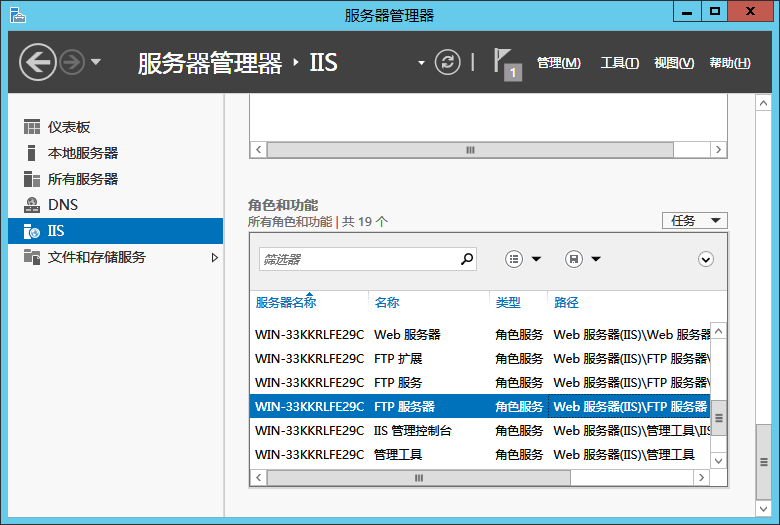 服务器管理器
服务器管理器 · IIS
1
管理(M) 工具(T) 视图(V) 帮助(H)
仪表板
本地服务器
所有服务器
DNS
IIS
文件和存储服务
角色和功能
所有角色和功能 | 共 19 个
任务
筛选器
服务器名称 名称 类型 路径
WIN-33KKRLFE29C Web 服务器 角色服务 Web 服务器(IIS)\Web 服务器
WIN-33KKRLFE29C FTP 扩展 角色服务 Web 服务器(IIS)\FTP 服务器\
WIN-33KKRLFE29C FTP 服务 角色服务 Web 服务器(IIS)\FTP 服务器\
WIN-33KKRLFE29C FTP 服务器 角色服务 Web 服务器(IIS)\FTP 服务器
WIN-33KKRLFE29C IIS 管理控制台 角色服务 Web 服务器(IIS)\管理工具\IIS
WIN-33KKRLFE29C 管理工具 角色服务 Web 服务器(IIS)\管理工具